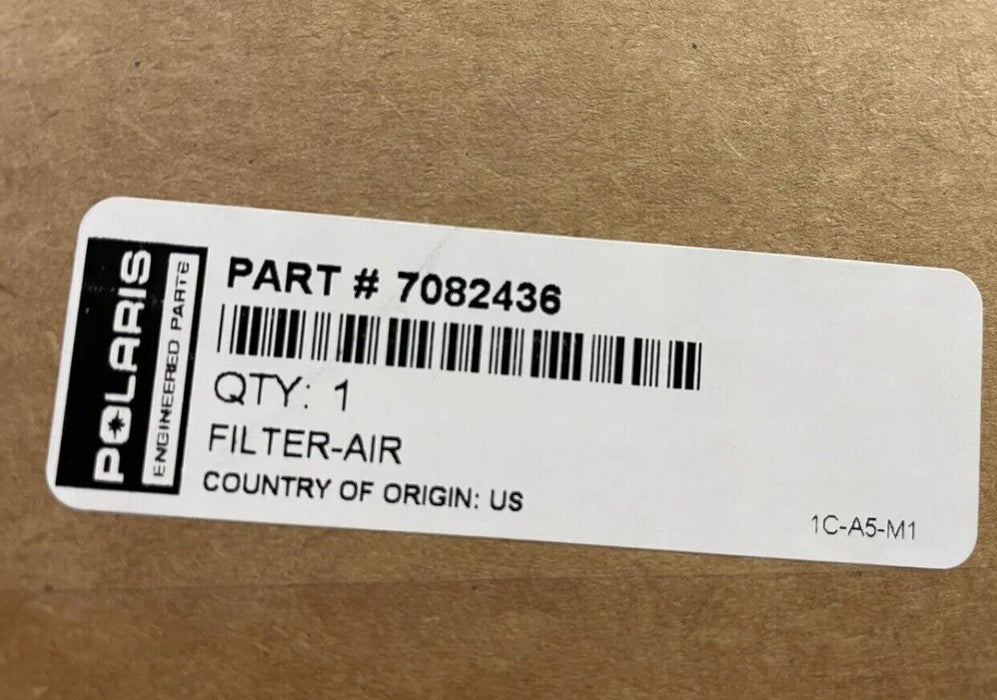 POLARIS
ENGINEERED PARTS
PART # 7082436
QTY: 1
FILTER-AIR
COUNTRY OF ORIGIN: US
1C-A5-M1